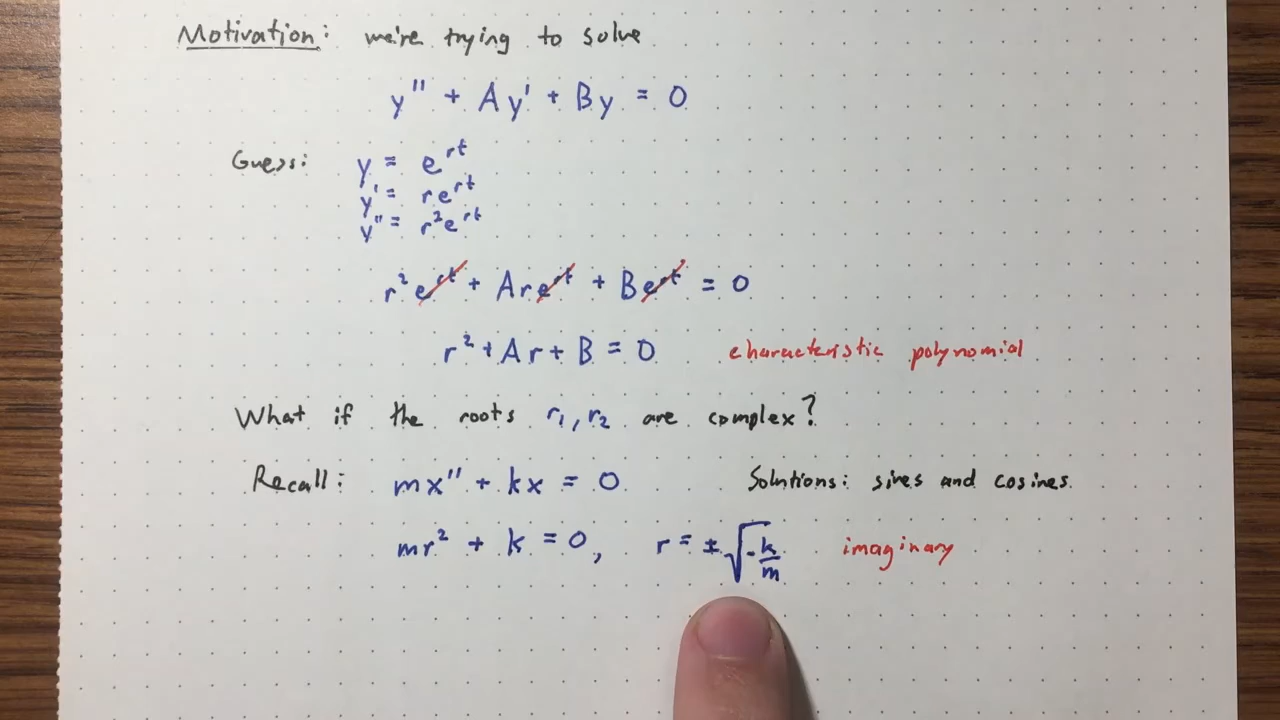 Motivation: we're trying to solve
y'' + Ay' + By = 0
Guess: y = e^{rt}
y' = re^{rt}
y'' = r²e^{rt}
r²e^{rt} + Are^{rt} + Be^{rt} = 0
r² + Ar + B = 0 characteristic polynomial
What if the roots r₁, r₂ are complex?
Recall: mx'' + kx = 0 Solutions: sines and cosines.
mr² + k = 0, r = ±√(-k/m) imaginary